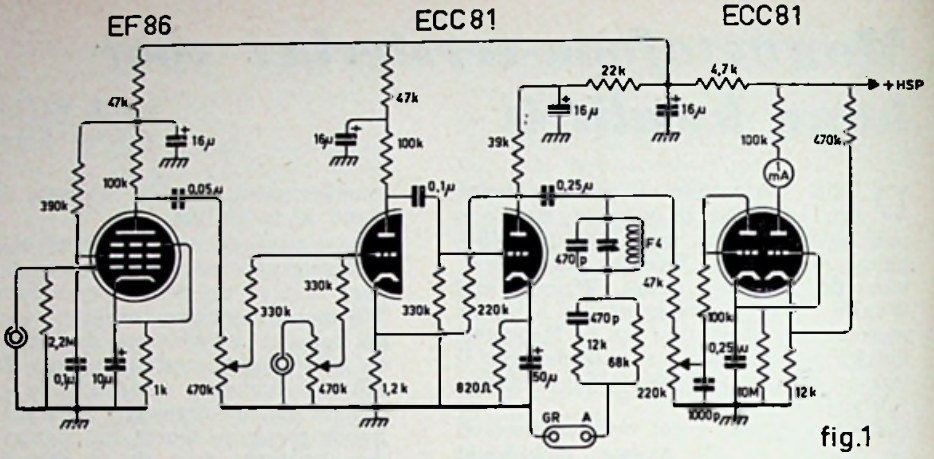 EF86
ECC81
ECC81
47k
16µ
100k
0,05µ
390k
2,2M
0,1µ
10µ
1k
470k
330k
330k
470k
47k
16µ
100k
0,1µ
330k
1,2k
220k
39k
16µ
22k
0,25µ
820Ω
50µ
470p
F4
470p
12k
68k
GR A
16µ
4,7k
+HSP
100k
470k
1
mA
47k
220k
100k
1000p
0,25µ
10M
12k
fig.1